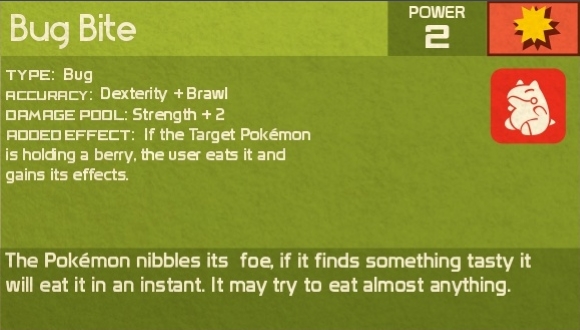 Bug Bite
POWER
2
TYPE: Bug
ACCURACY: Dexterity + Brawl
DAMAGE POOL: Strength + 2
ADDED EFFECT: If the Target Pokémon
is holding a berry, the user eats it and
gains its effects.
The Pokémon nibbles its foe, if it finds something tasty it
will eat it in an instant. It may try to eat almost anything.